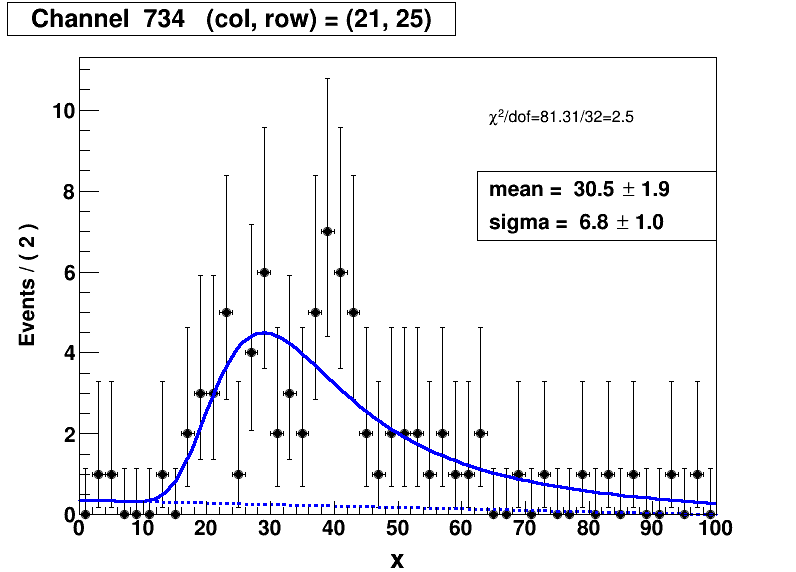 Channel 734 (col, row) = (21, 25)
Events / ( 2 )
10
8
6
4
2
0
χ²/dof=81.31/32=2.5
mean = 30.5 ± 1.9
sigma = 6.8 ± 1.0
0 10 20 30 40 50 60 70 80 90 100
x